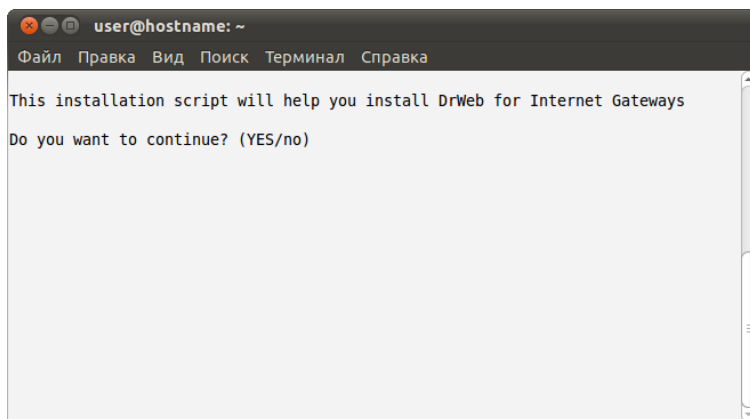 user@hostname: ~
Файл Правка Вид Поиск Терминал Справка
This installation script will help you install DrWeb for Internet Gateways
Do you want to continue? (YES/no)